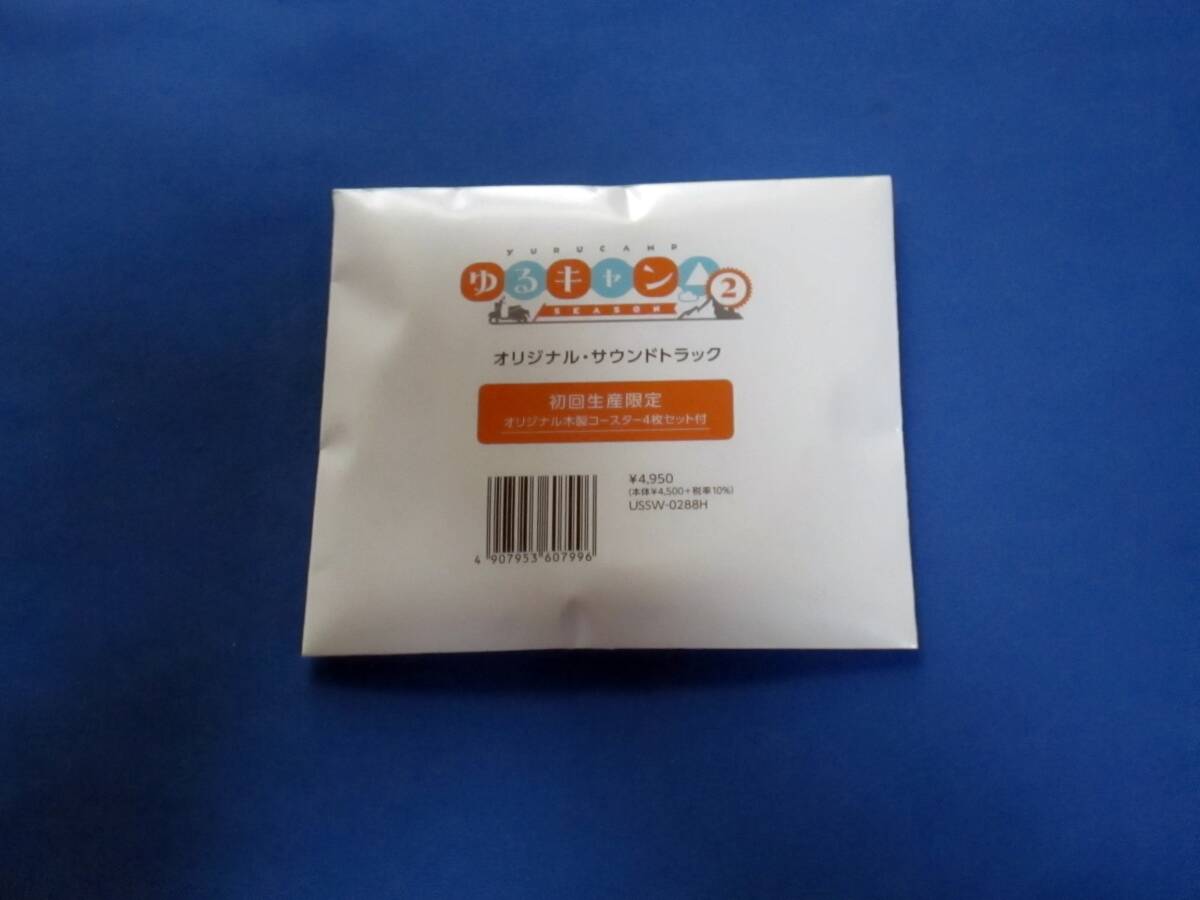 YURUCAMP
ゆるキャン△2
SEASON
オリジナル・サウンドトラック
初回生産限定
オリジナル木製コースター4枚セット付
¥4,950
(本体¥4,500+税率10%)
USSW-0288H
4 907953 607996